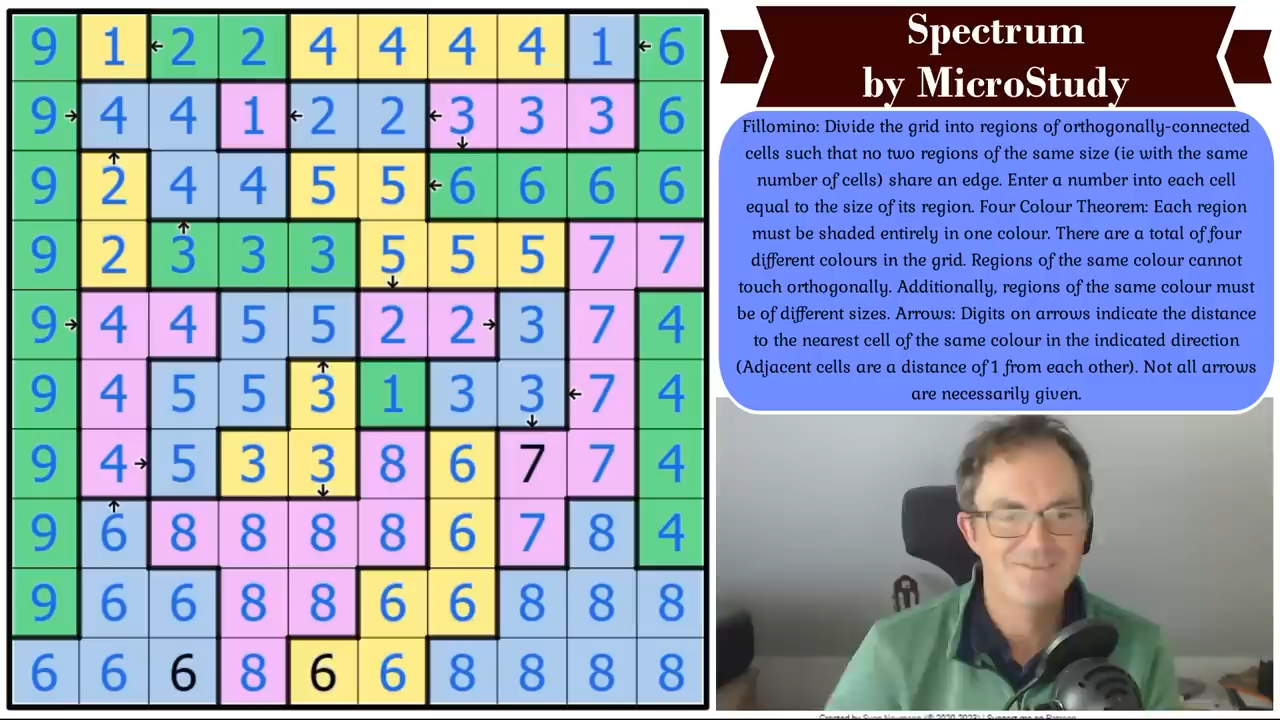 Spectrum
by MicroStudy
Fillomino: Divide the grid into regions of orthogonally-connected
cells such that no two regions of the same size (ie with the same
number of cells) share an edge. Enter a number into each cell
equal to the size of its region. Four Colour Theorem: Each region
must be shaded entirely in one colour. There are a total of four
different colours in the grid. Regions of the same colour cannot
touch orthogonally. Additionally, regions of the same colour must
be of different sizes. Arrows: Digits on arrows indicate the distance
to the nearest cell of the same colour in the indicated direction
(Adjacent cells are a distance of 1 from each other). Not all arrows
are necessarily given.
9 1 2 2 4 4 4 4 1 6
9 4 4 1 2 2 3 3 3 6
9 2 4 4 5 5 6 6 6 6
9 2 3 3 3 5 5 5 7 7
9 4 4 5 5 2 2 3 7 4
9 4 5 5 3 1 3 3 7 4
9 4 5 3 3 8 6 7 7 4
9 6 8 8 8 8 6 7 8 4
9 6 6 8 8 6 6 8 8 8
6 6 6 8 6 6 8 8 8 8